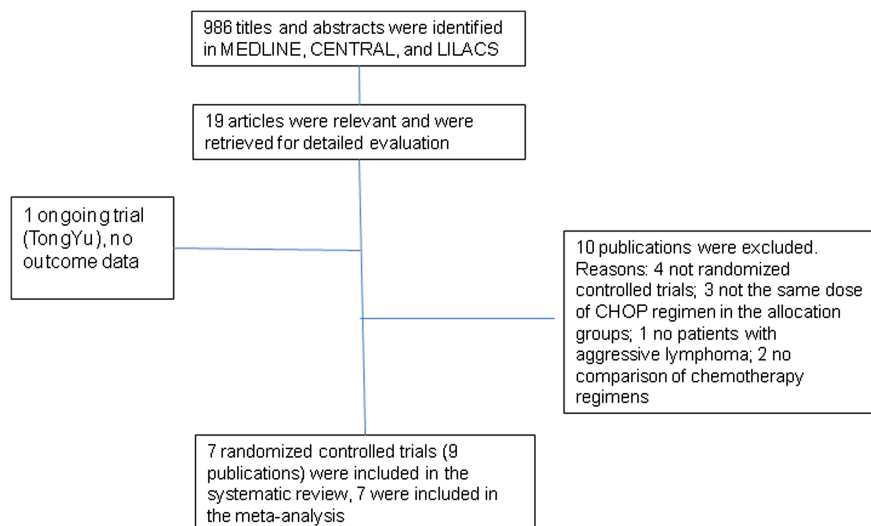 986 titles and abstracts were identified
in MEDLINE, CENTRAL, and LILACS
19 articles were relevant and were
retrieved for detailed evaluation
1 ongoing trial
(TongYu), no
outcome data
10 publications were excluded.
Reasons: 4 not randomized
controlled trials; 3 not the same dose
of CHOP regimen in the allocation
groups; 1 no patients with
aggressive lymphoma; 2 no
comparison of chemotherapy
regimens
7 randomized controlled trials (9
publications) were included in the
systematic review, 7 were included in
the meta-analysis